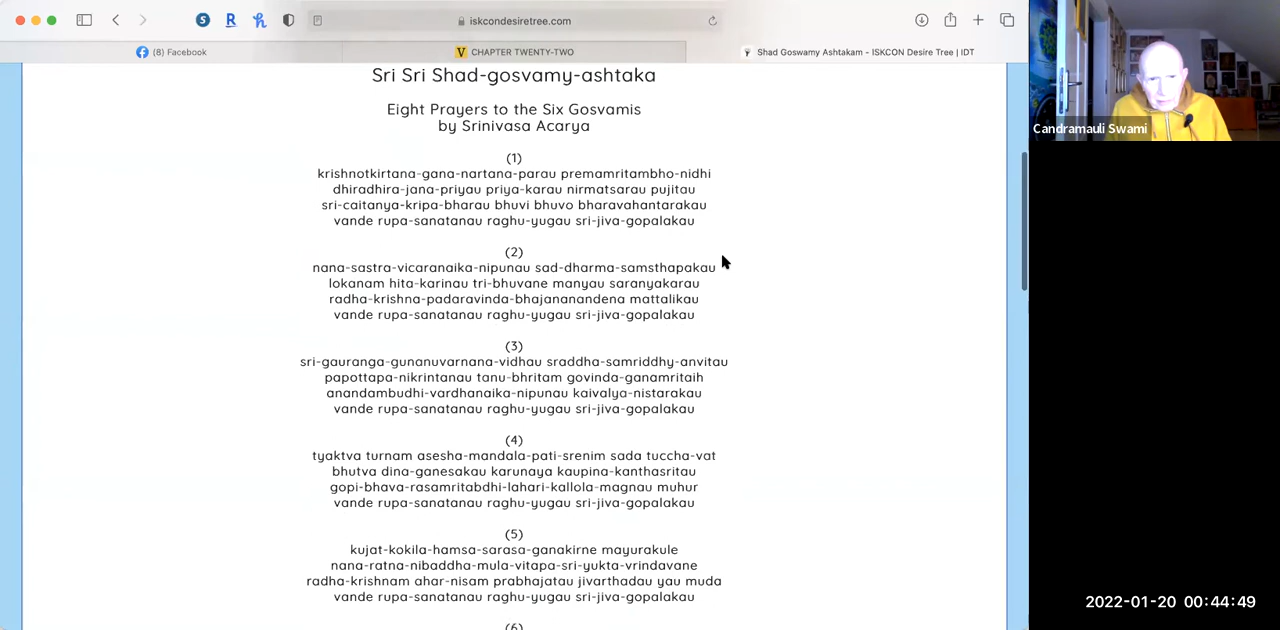 iskcondesiretree.com
(8) Facebook
CHAPTER TWENTY-TWO
Shad Goswamy Ashtakam - ISKCON Desire Tree | IDT
Candramauli Swami
Sri Sri Shad-gosvamy-ashtaka
Eight Prayers to the Six Gosvamis
by Srinivasa Acarya
(1)
krishnotkirtana-gana-nartana-parau premamritambho-nidhi
dhiradhira-jana-priyau priya-karau nirmatsarau pujitau
sri-caitanya-kripa-bharau bhuvi bhuvo bharavahantarakau
vande rupa-sanatanau raghu-yugau sri-jiva-gopalakau
(2)
nana-sastra-vicaranaika-nipunau sad-dharma-samsthapakau
lokanam hita-karinau tri-bhuvane manyau saranyakarau
radha-krishna-padaravinda-bhajananandena mattalikau
vande rupa-sanatanau raghu-yugau sri-jiva-gopalakau
(3)
sri-gauranga-gunanuvarnana-vidhau sraddha-samriddhy-anvitau
papottapa-nikrintanau tanu-bhritam govinda-ganamritaih
anandambudhi-vardhanaika-nipunau kaivalya-nistarakau
vande rupa-sanatanau raghu-yugau sri-jiva-gopalakau
(4)
tyaktva turnam asesha-mandala-pati-srenim sada tuccha-vat
bhutva dina-ganesakau karunaya kaupina-kanthasritau
gopi-bhava-rasamritabdhi-lahari-kallola-magnau muhur
vande rupa-sanatanau raghu-yugau sri-jiva-gopalakau
(5)
kujat-kokila-hamsa-sarasa-ganakirne mayurakule
nana-ratna-nibaddha-mula-vitapa-sri-yukta-vrindavane
radha-krishnam ahar-nisam prabhajatau jivarthadau yau muda
vande rupa-sanatanau raghu-yugau sri-jiva-gopalakau
(6)
2022-01-20 00:44:49